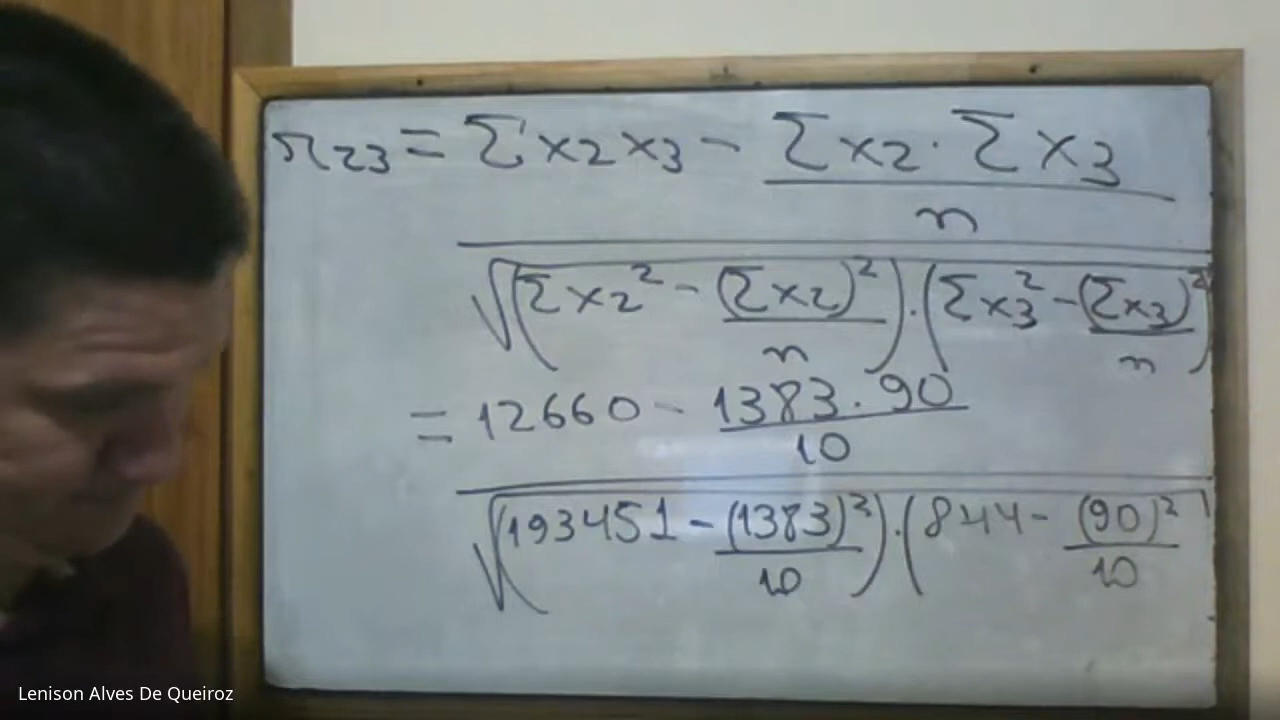 r23 = Σx2x3 - Σx2 · Σx3
n
√(Σx2² - (Σx2)²) · (Σx3² - (Σx3)²)
n n
= 12660 - 1383 . 90
10
√(193451 - (1383)²) · (844 - (90)²
10 10
Lenison Alves De Queiroz